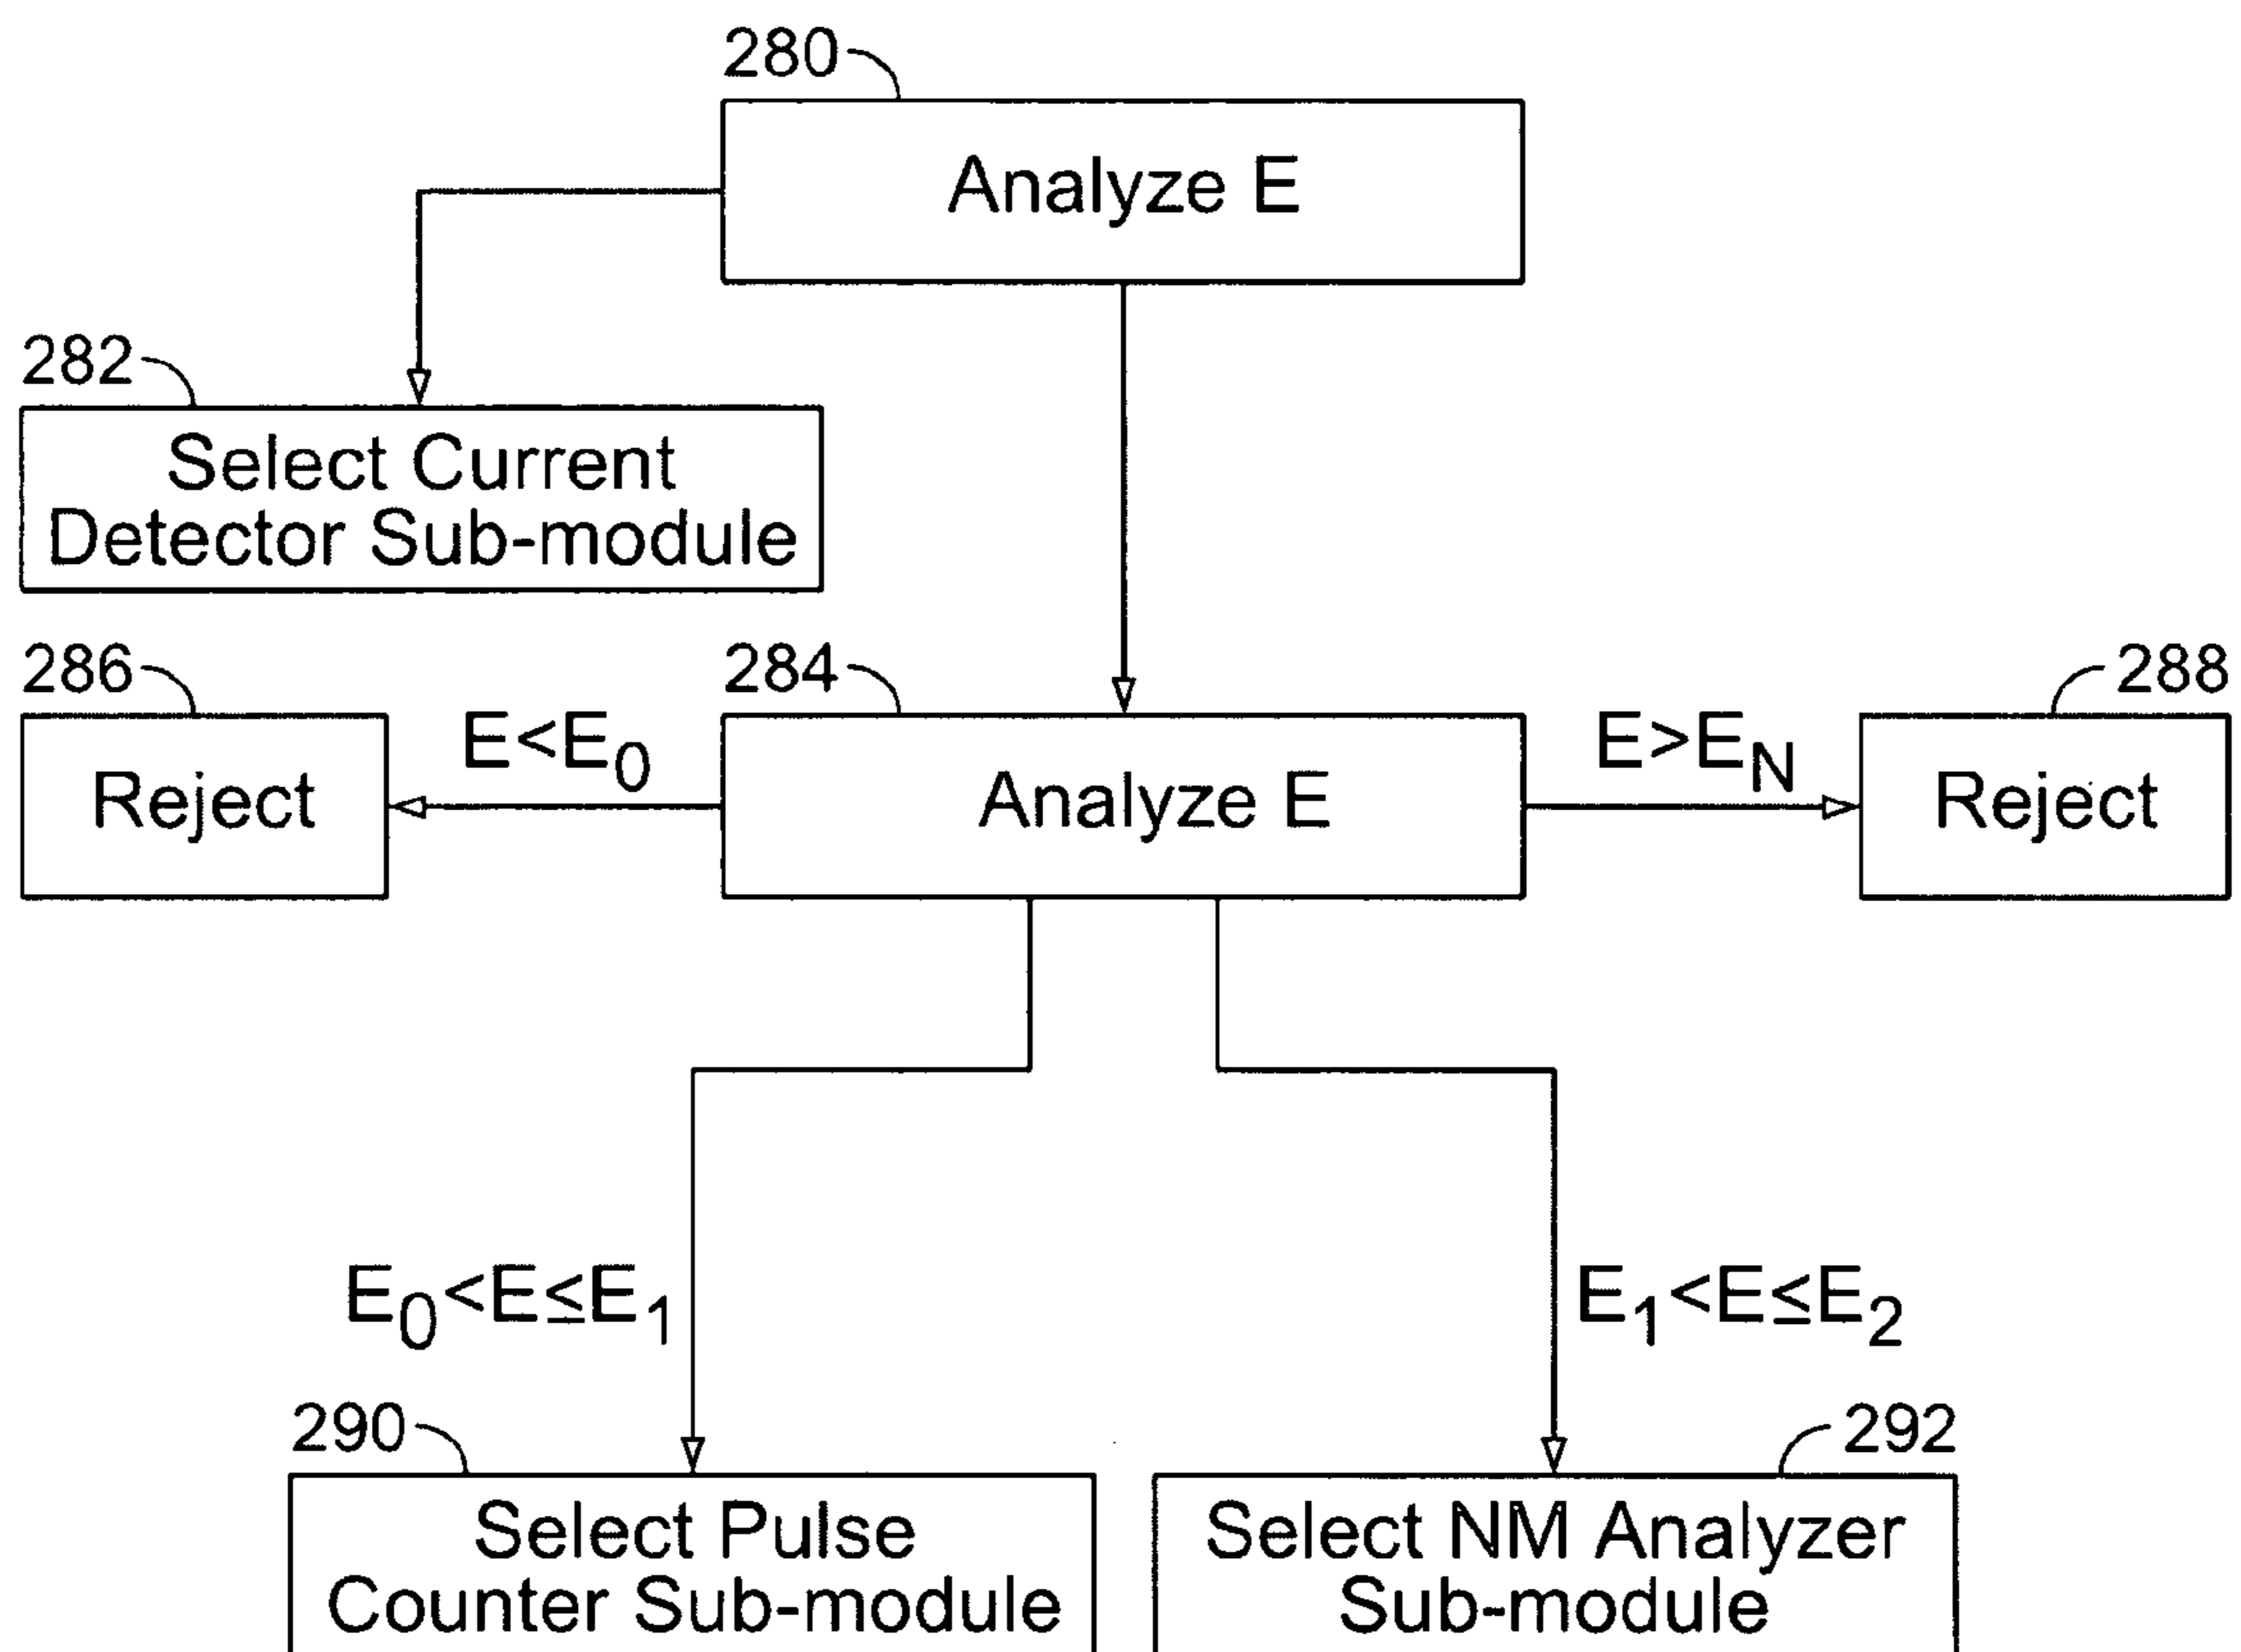 280
Analyze E
282
Select Current
Detector Sub-module
286
284
288
E<E0
E>EN
Reject
Analyze E
Reject
E0<E≤E1
E1<E≤E2
290
292
Select Pulse
Counter Sub-module
Select NM Analyzer
Sub-module